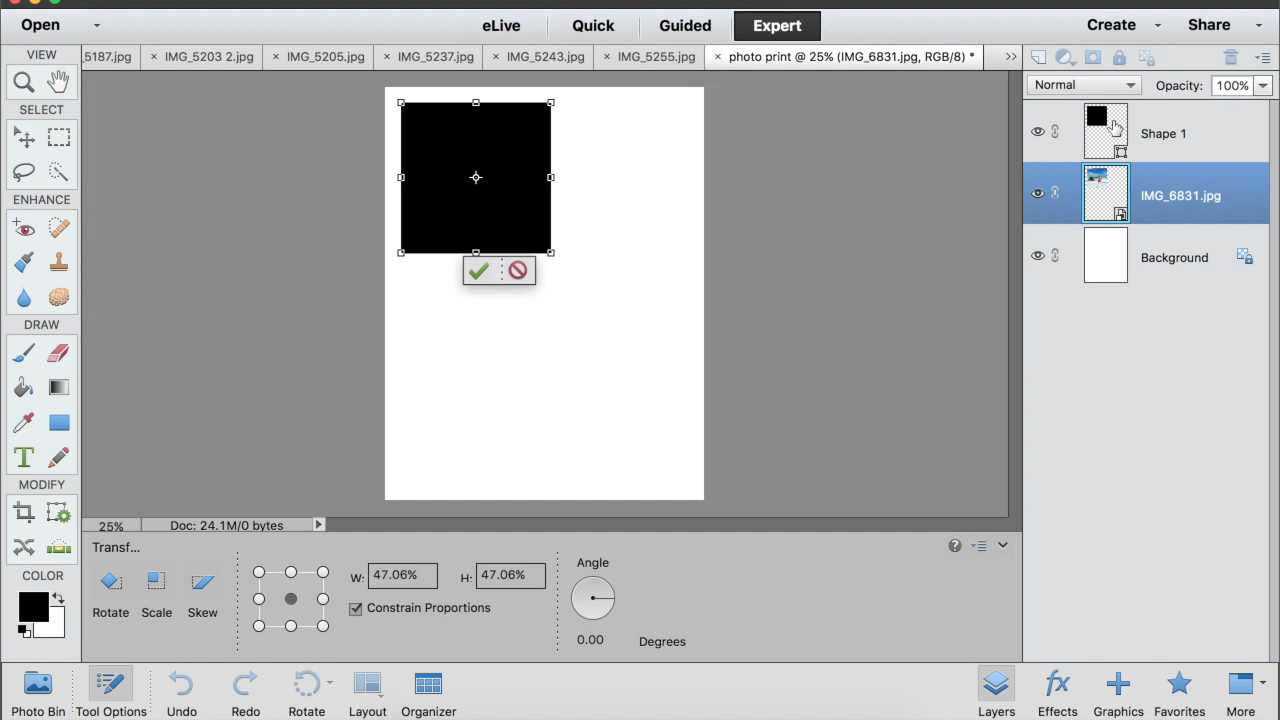 Open eLive Quick Guided Expert Create Share
VIEW 5187.jpg × IMG_5203 2.jpg × IMG_5205.jpg × IMG_5237.jpg × IMG_5243.jpg × IMG_5255.jpg × photo print @ 25% (IMG_6831.jpg, RGB/8) * >>
Normal Opacity: 100%
SELECT
Shape 1
ENHANCE
IMG_6831.jpg
Background
DRAW
T
MODIFY
25% Doc: 24.1M/0 bytes
Transf... ?
Angle
COLOR
W: 47.06% H: 47.06%
Rotate Scale Skew Constrain Proportions
0.00 Degrees
fx
Photo Bin Tool Options Undo Redo Rotate Layout Organizer Layers Effects Graphics Favorites More